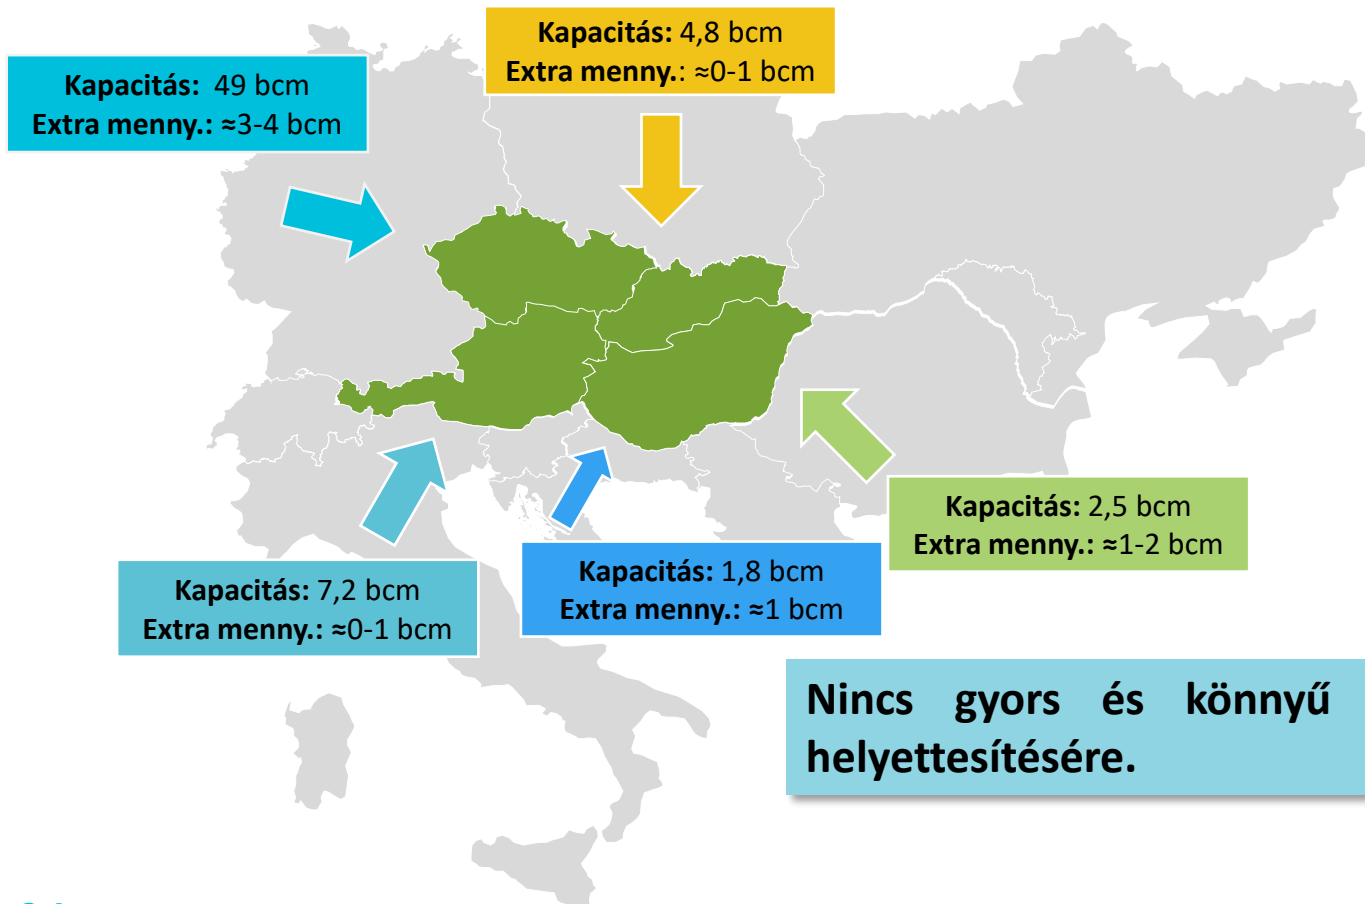 Kapacitás: 4,8 bcm
Extra menny.: ≈0-1 bcm
Kapacitás: 49 bcm
Extra menny.: ≈3-4 bcm
Kapacitás: 2,5 bcm
Extra menny.: ≈1-2 bcm
Kapacitás: 7,2 bcm
Extra menny.: ≈0-1 bcm
Kapacitás: 1,8 bcm
Extra menny.: ≈1 bcm
Nincs gyors és könnyű
helyettesítésére.